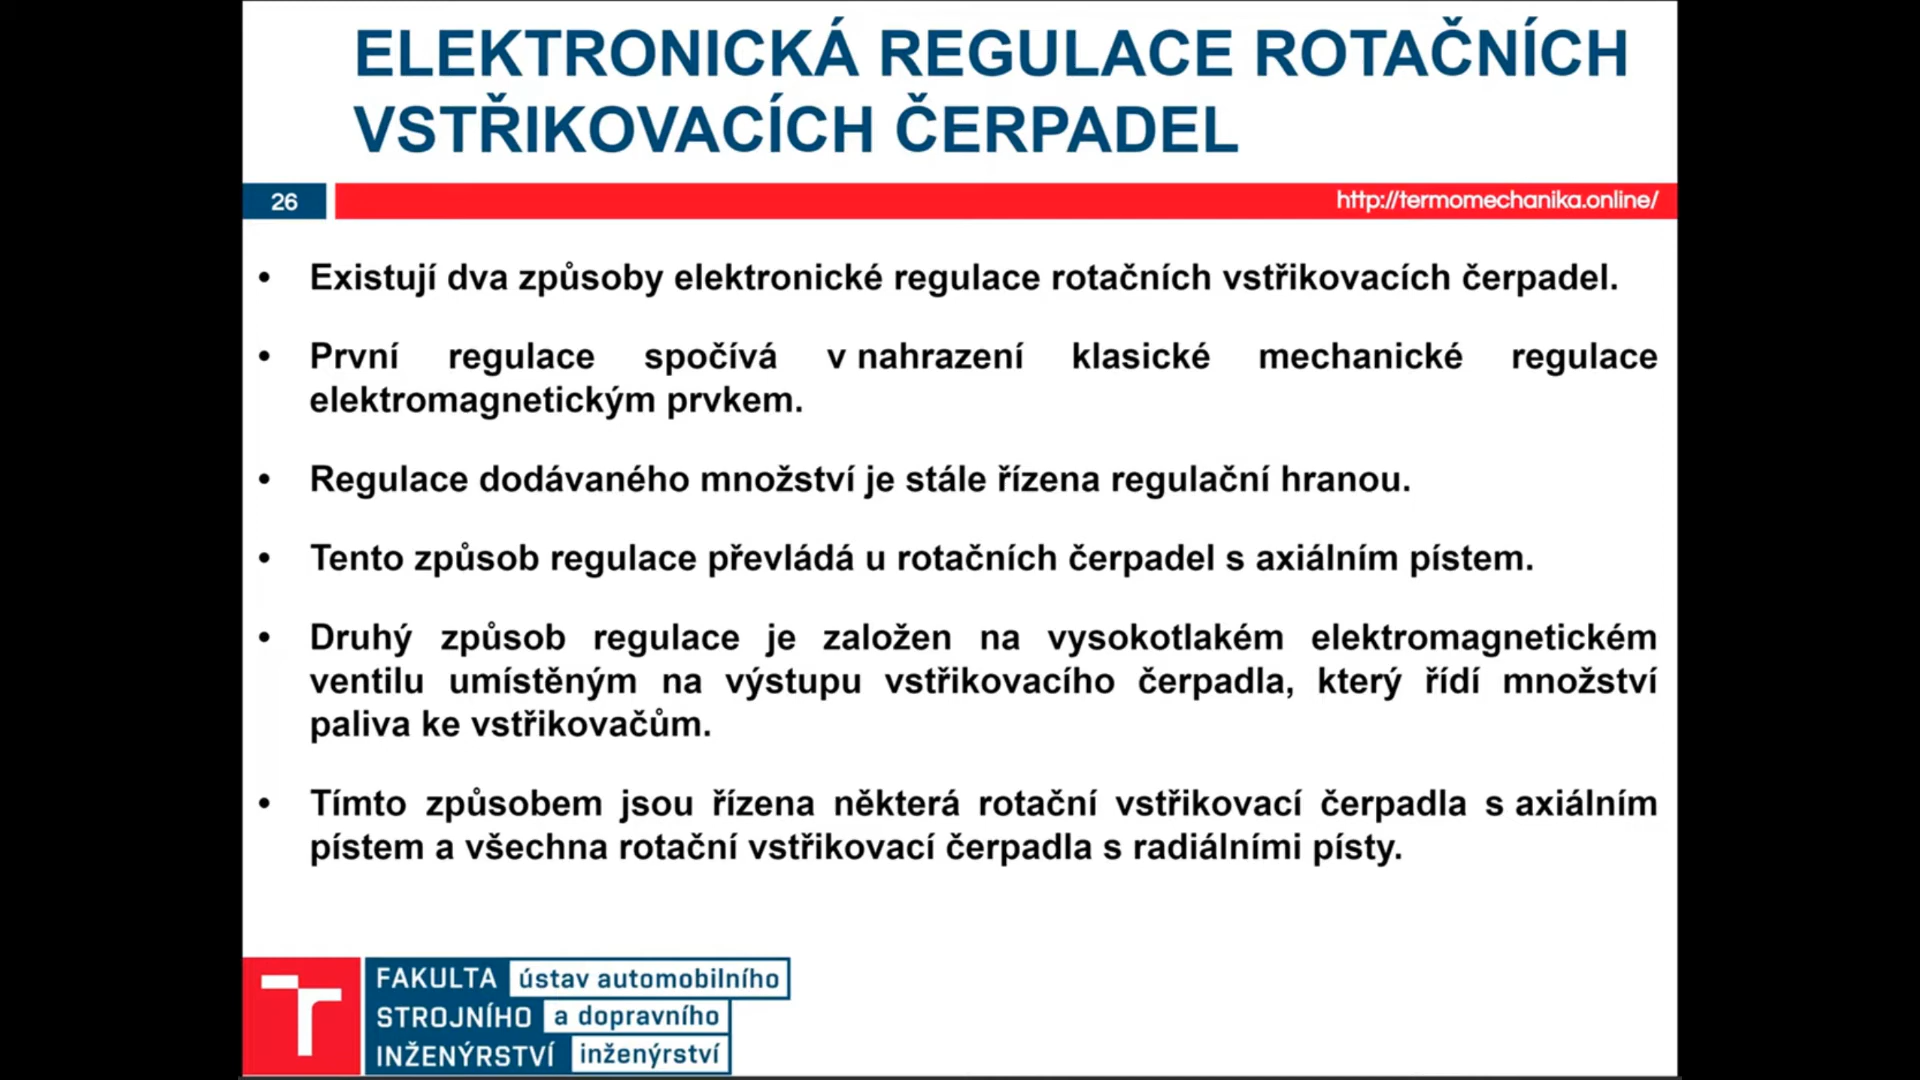 ELEKTRONICKÁ REGULACE ROTAČNÍCH
VSTŘIKOVACÍCH ČERPADEL
26
http://termomechanika.online/
• Existují dva způsoby elektronické regulace rotačních vstřikovacích čerpadel.
• První regulace spočívá v nahrazení klasické mechanické regulace
elektromagnetickým prvkem.
• Regulace dodávaného množství je stále řízena regulační hranou.
• Tento způsob regulace převládá u rotačních čerpadel s axiálním pístem.
• Druhý způsob regulace je založen na vysokotlakém elektromagnetickém
ventilu umístěným na výstupu vstřikovacího čerpadla, který řídí množství
paliva ke vstřikovačům.
• Tímto způsobem jsou řízena některá rotační vstřikovací čerpadla s axiálním
pístem a všechna rotační vstřikovací čerpadla s radiálními písty.
FAKULTA ústav automobilního
STROJNÍHO a dopravního
INŽENÝRSTVÍ inženýrství